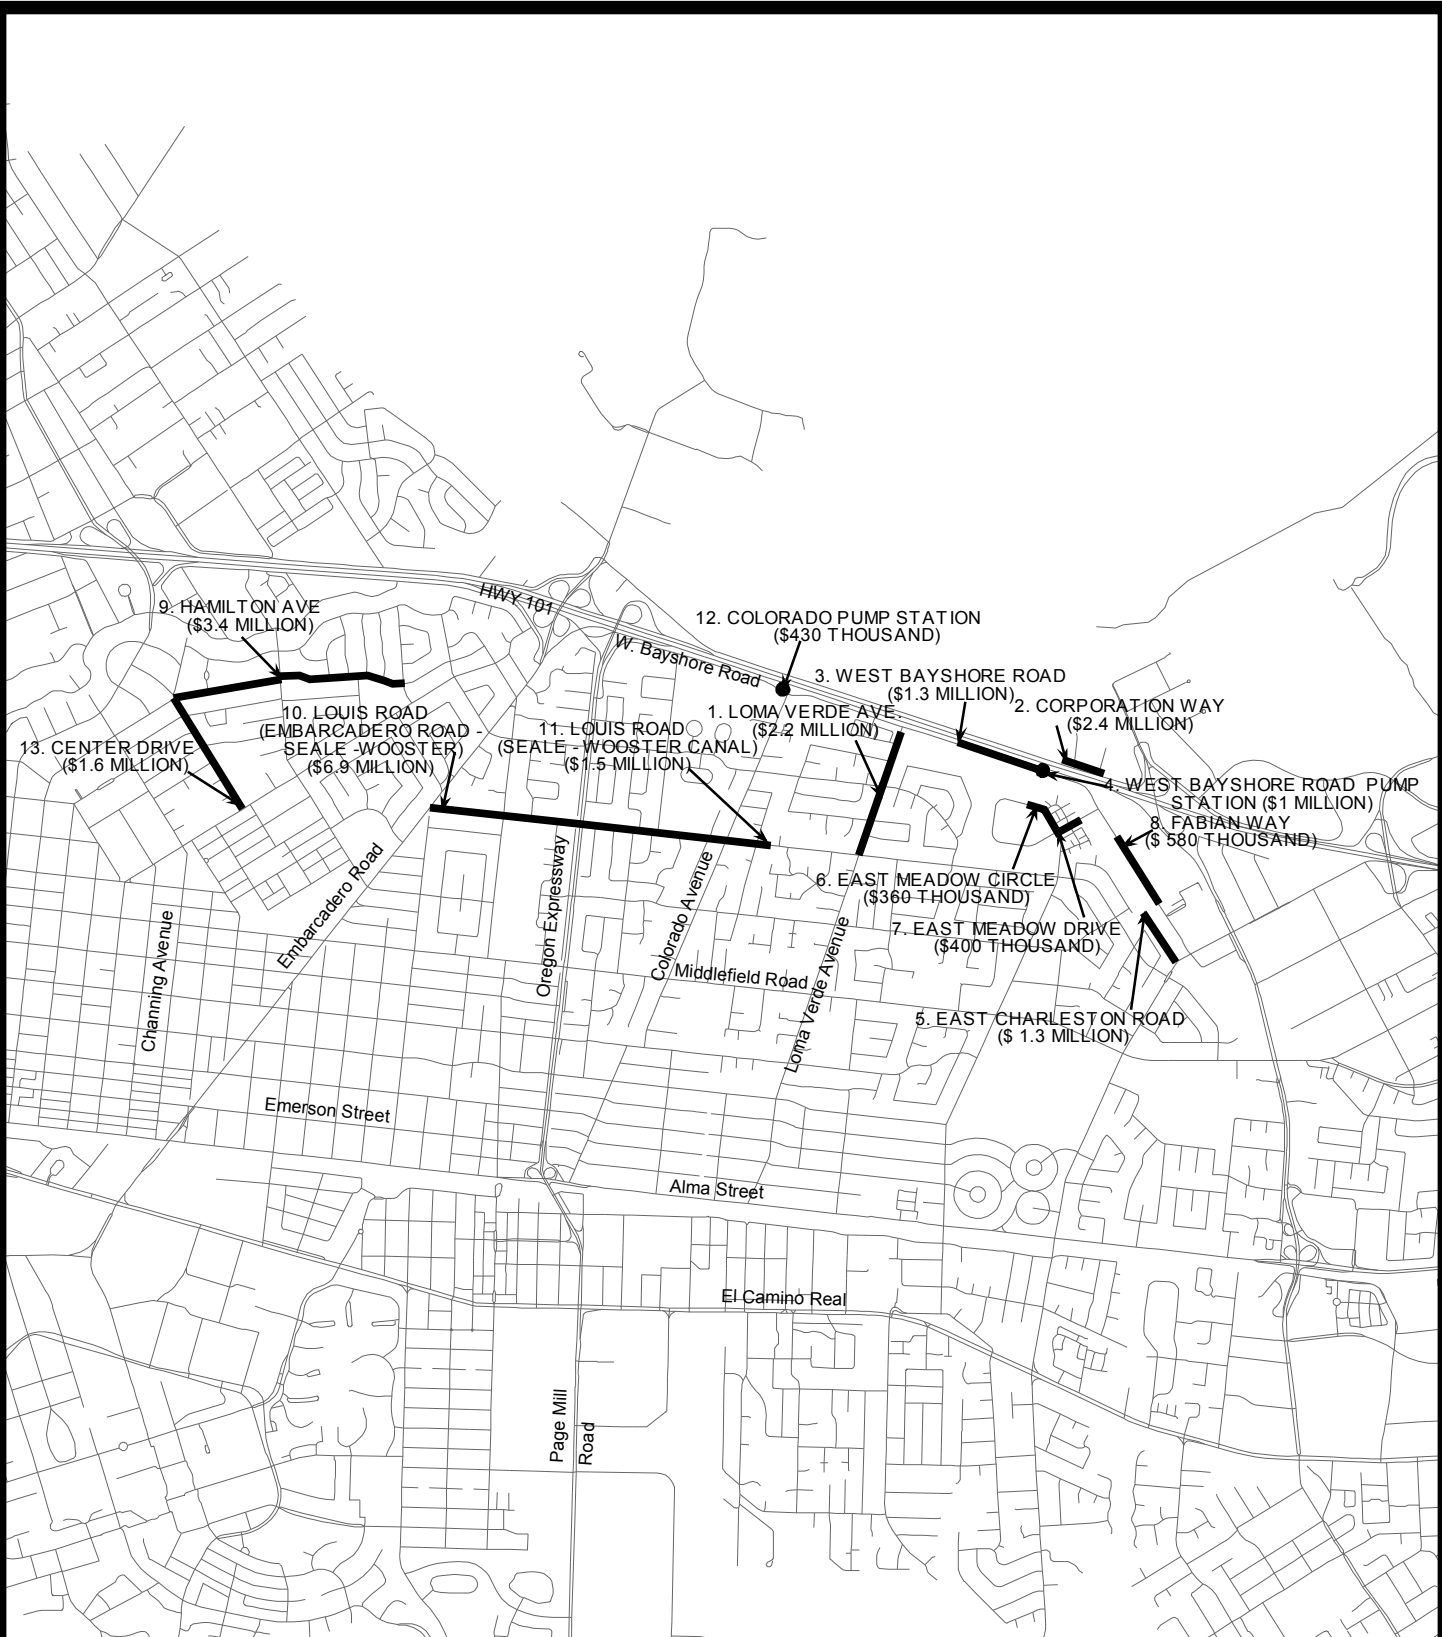 HWY 101
9. HAMILTON AVE
($3.4 MILLION)
12. COLORADO PUMP STATION
($430 THOUSAND)
W. Bayshore Road
3. WEST BAYSHORE ROAD
($1.3 MILLION)
2. CORPORATION WAY
($2.4 MILLION)
1. LOMA VERDE AVE.
($2.2 MILLION)
10. LOUIS ROAD
(EMBARCADERO ROAD -
SEALE -WOOSTER)
($6.9 MILLION)
11. LOUIS ROAD
(SEALE - WOOSTER CANAL)
($1.5 MILLION)
13. CENTER DRIVE
($1.6 MILLION)
4. WEST BAYSHORE ROAD PUMP
STATION ($1 MILLION)
8. FABIAN WAY
($ 580 THOUSAND)
6. EAST MEADOW CIRCLE
($360 THOUSAND)
7. EAST MEADOW DRIVE
($400 THOUSAND)
5. EAST CHARLESTON ROAD
($ 1.3 MILLION)
Channing Avenue
Embarcadero Road
Oregon Expressway
Colorado Avenue
Middlefield Road
Loma Verde Avenue
Emerson Street
Alma Street
El Camino Real
Page Mill
Road